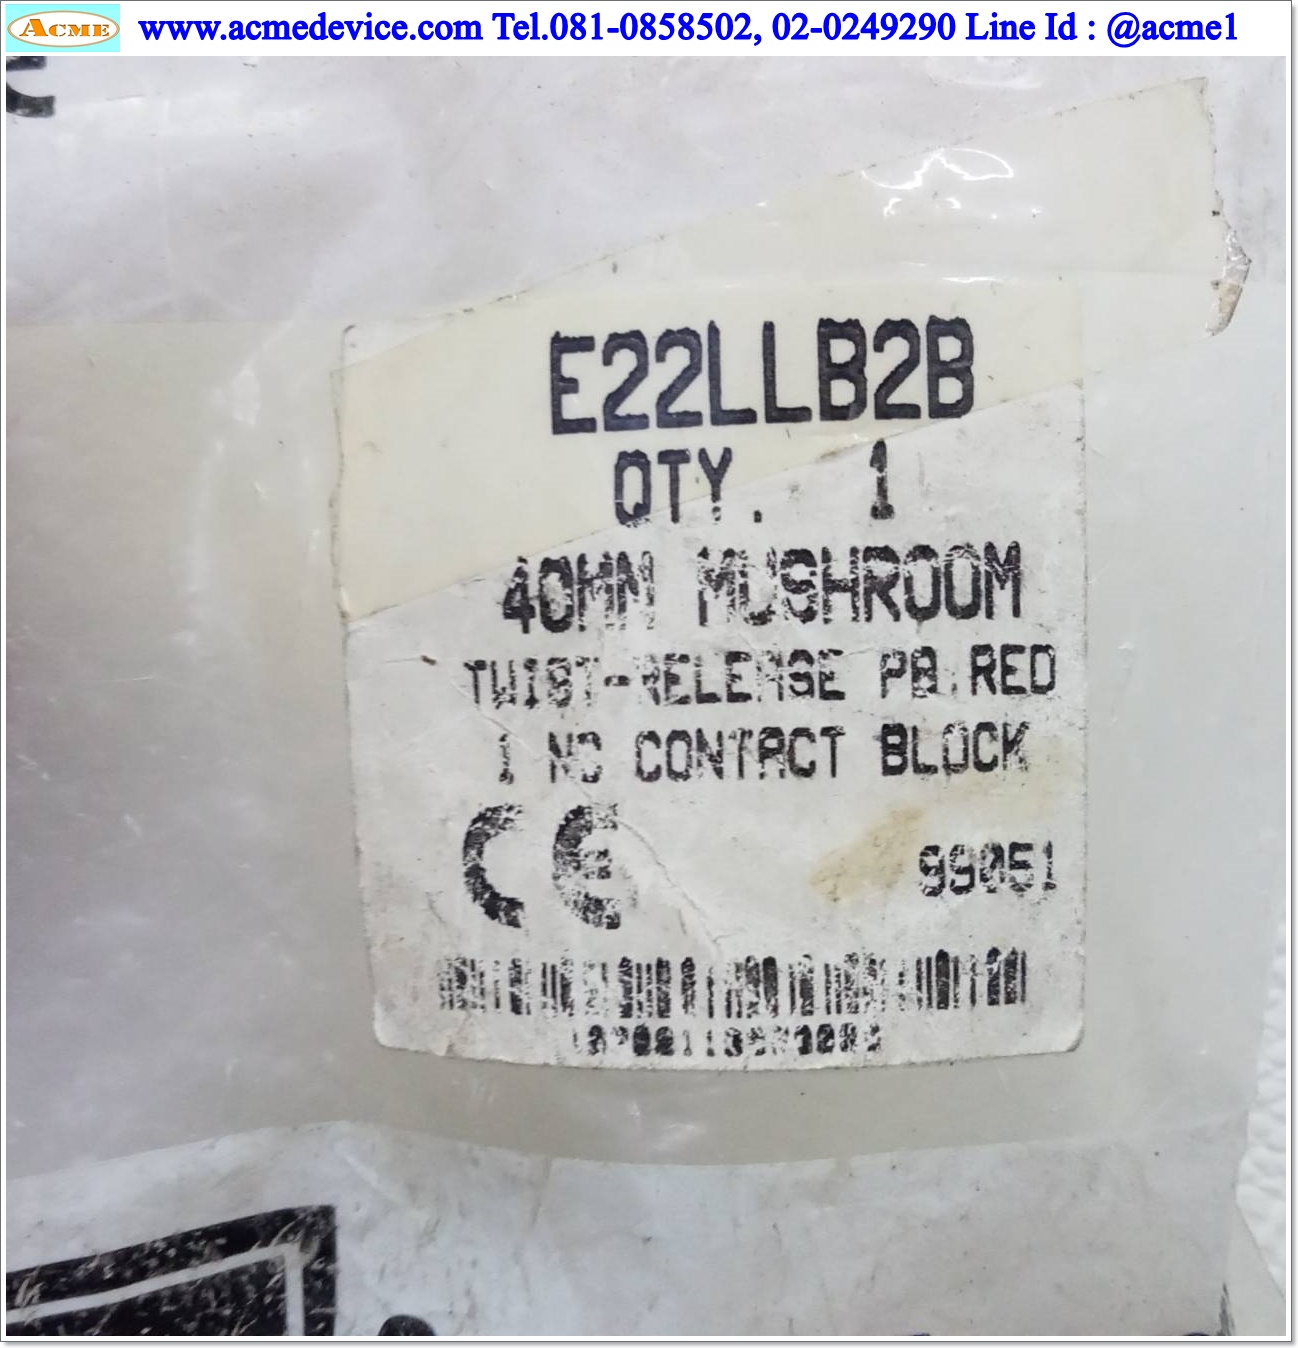 ACME www.acmedevice.com Tel.081-0858502, 02-0249290 Line Id : @acme1
E22LLB2B
QTY. 1
40MM MUSHROOM
TWIST-RELEASE PB.RED
1 NC CONTACT BLOCK
CE 99051